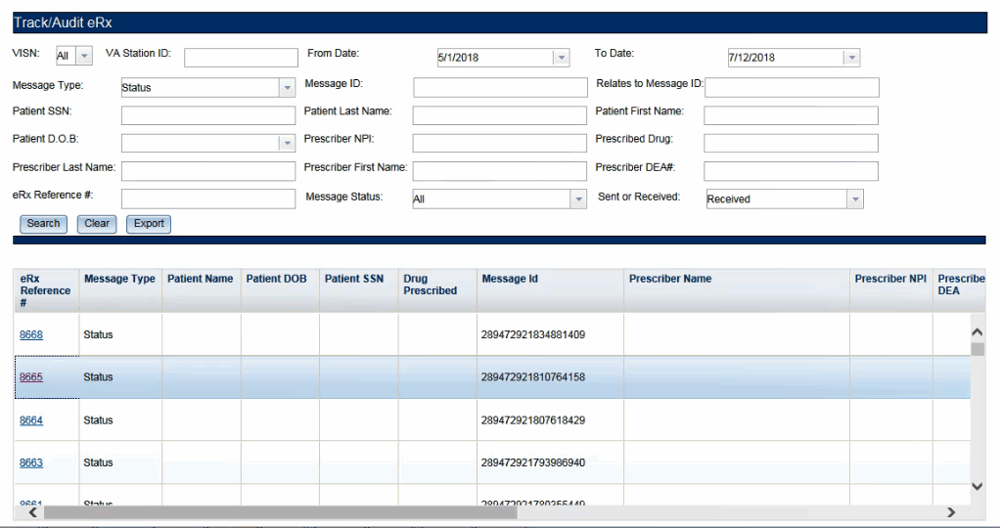 Track/Audit eRx
VISN: All VA Station ID: From Date: 5/1/2018 To Date: 7/12/2018
Message Type: Status Message ID: Relates to Message ID:
Patient SSN: Patient Last Name: Patient First Name:
Patient D.O.B: Prescriber NPI: Prescribed Drug:
Prescriber Last Name: Prescriber First Name: Prescriber DEA#:
eRx Reference #: Message Status: All Sent or Received: Received
Search Clear Export
eRx Reference # Message Type Patient Name Patient DOB Patient SSN Drug Prescribed Message Id Prescriber Name Prescriber NPI Prescribe DEA
8668 Status 289472921834881409
8665 Status 289472921810764158
8664 Status 289472921807618429
8663 Status 289472921793986940
8661 Status